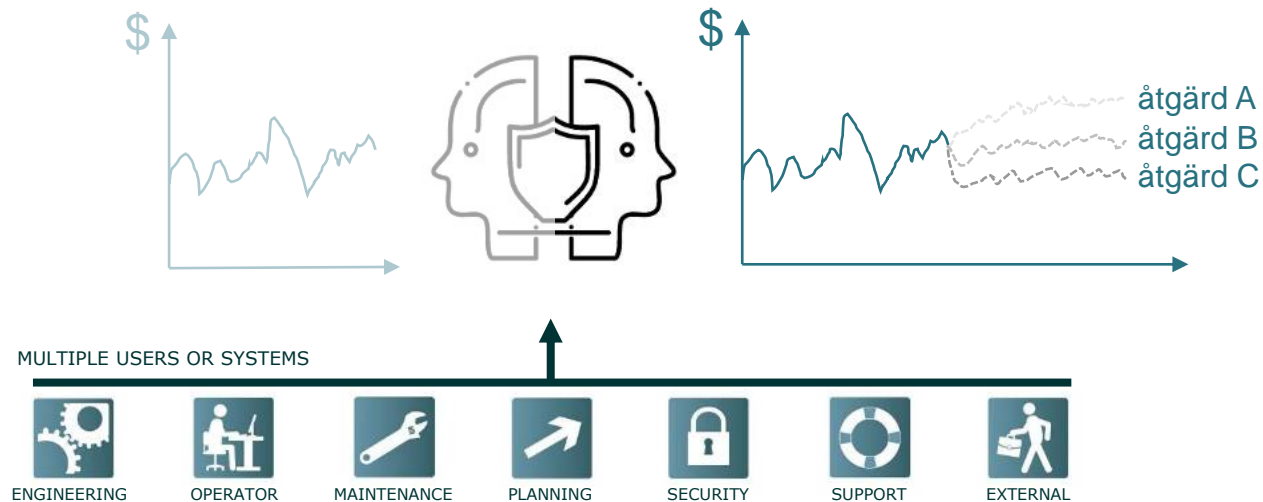 $
$
åtgärd A
åtgärd B
åtgärd C
MULTIPLE USERS OR SYSTEMS
ENGINEERING OPERATOR MAINTENANCE PLANNING SECURITY SUPPORT EXTERNAL